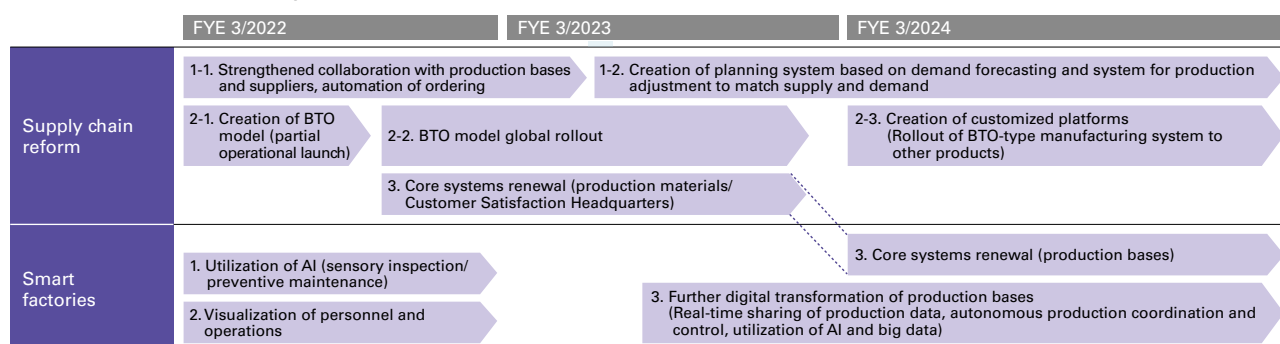 FYE 3/2022
FYE 3/2023
FYE 3/2024
Supply chain
reform
1-1. Strengthened collaboration with production bases
and suppliers, automation of ordering
1-2. Creation of planning system based on demand forecasting and system for production
adjustment to match supply and demand
2-1. Creation of BTO
model (partial
operational launch)
2-2. BTO model global rollout
2-3. Creation of customized platforms
(Rollout of BTO-type manufacturing system to
other products)
3. Core systems renewal (production materials/
Customer Satisfaction Headquarters)
Smart
factories
1. Utilization of AI (sensory inspection/
preventive maintenance)
2. Visualization of personnel and
operations
3. Core systems renewal (production bases)
3. Further digital transformation of production bases
(Real-time sharing of production data, autonomous production coordination and
control, utilization of AI and big data)